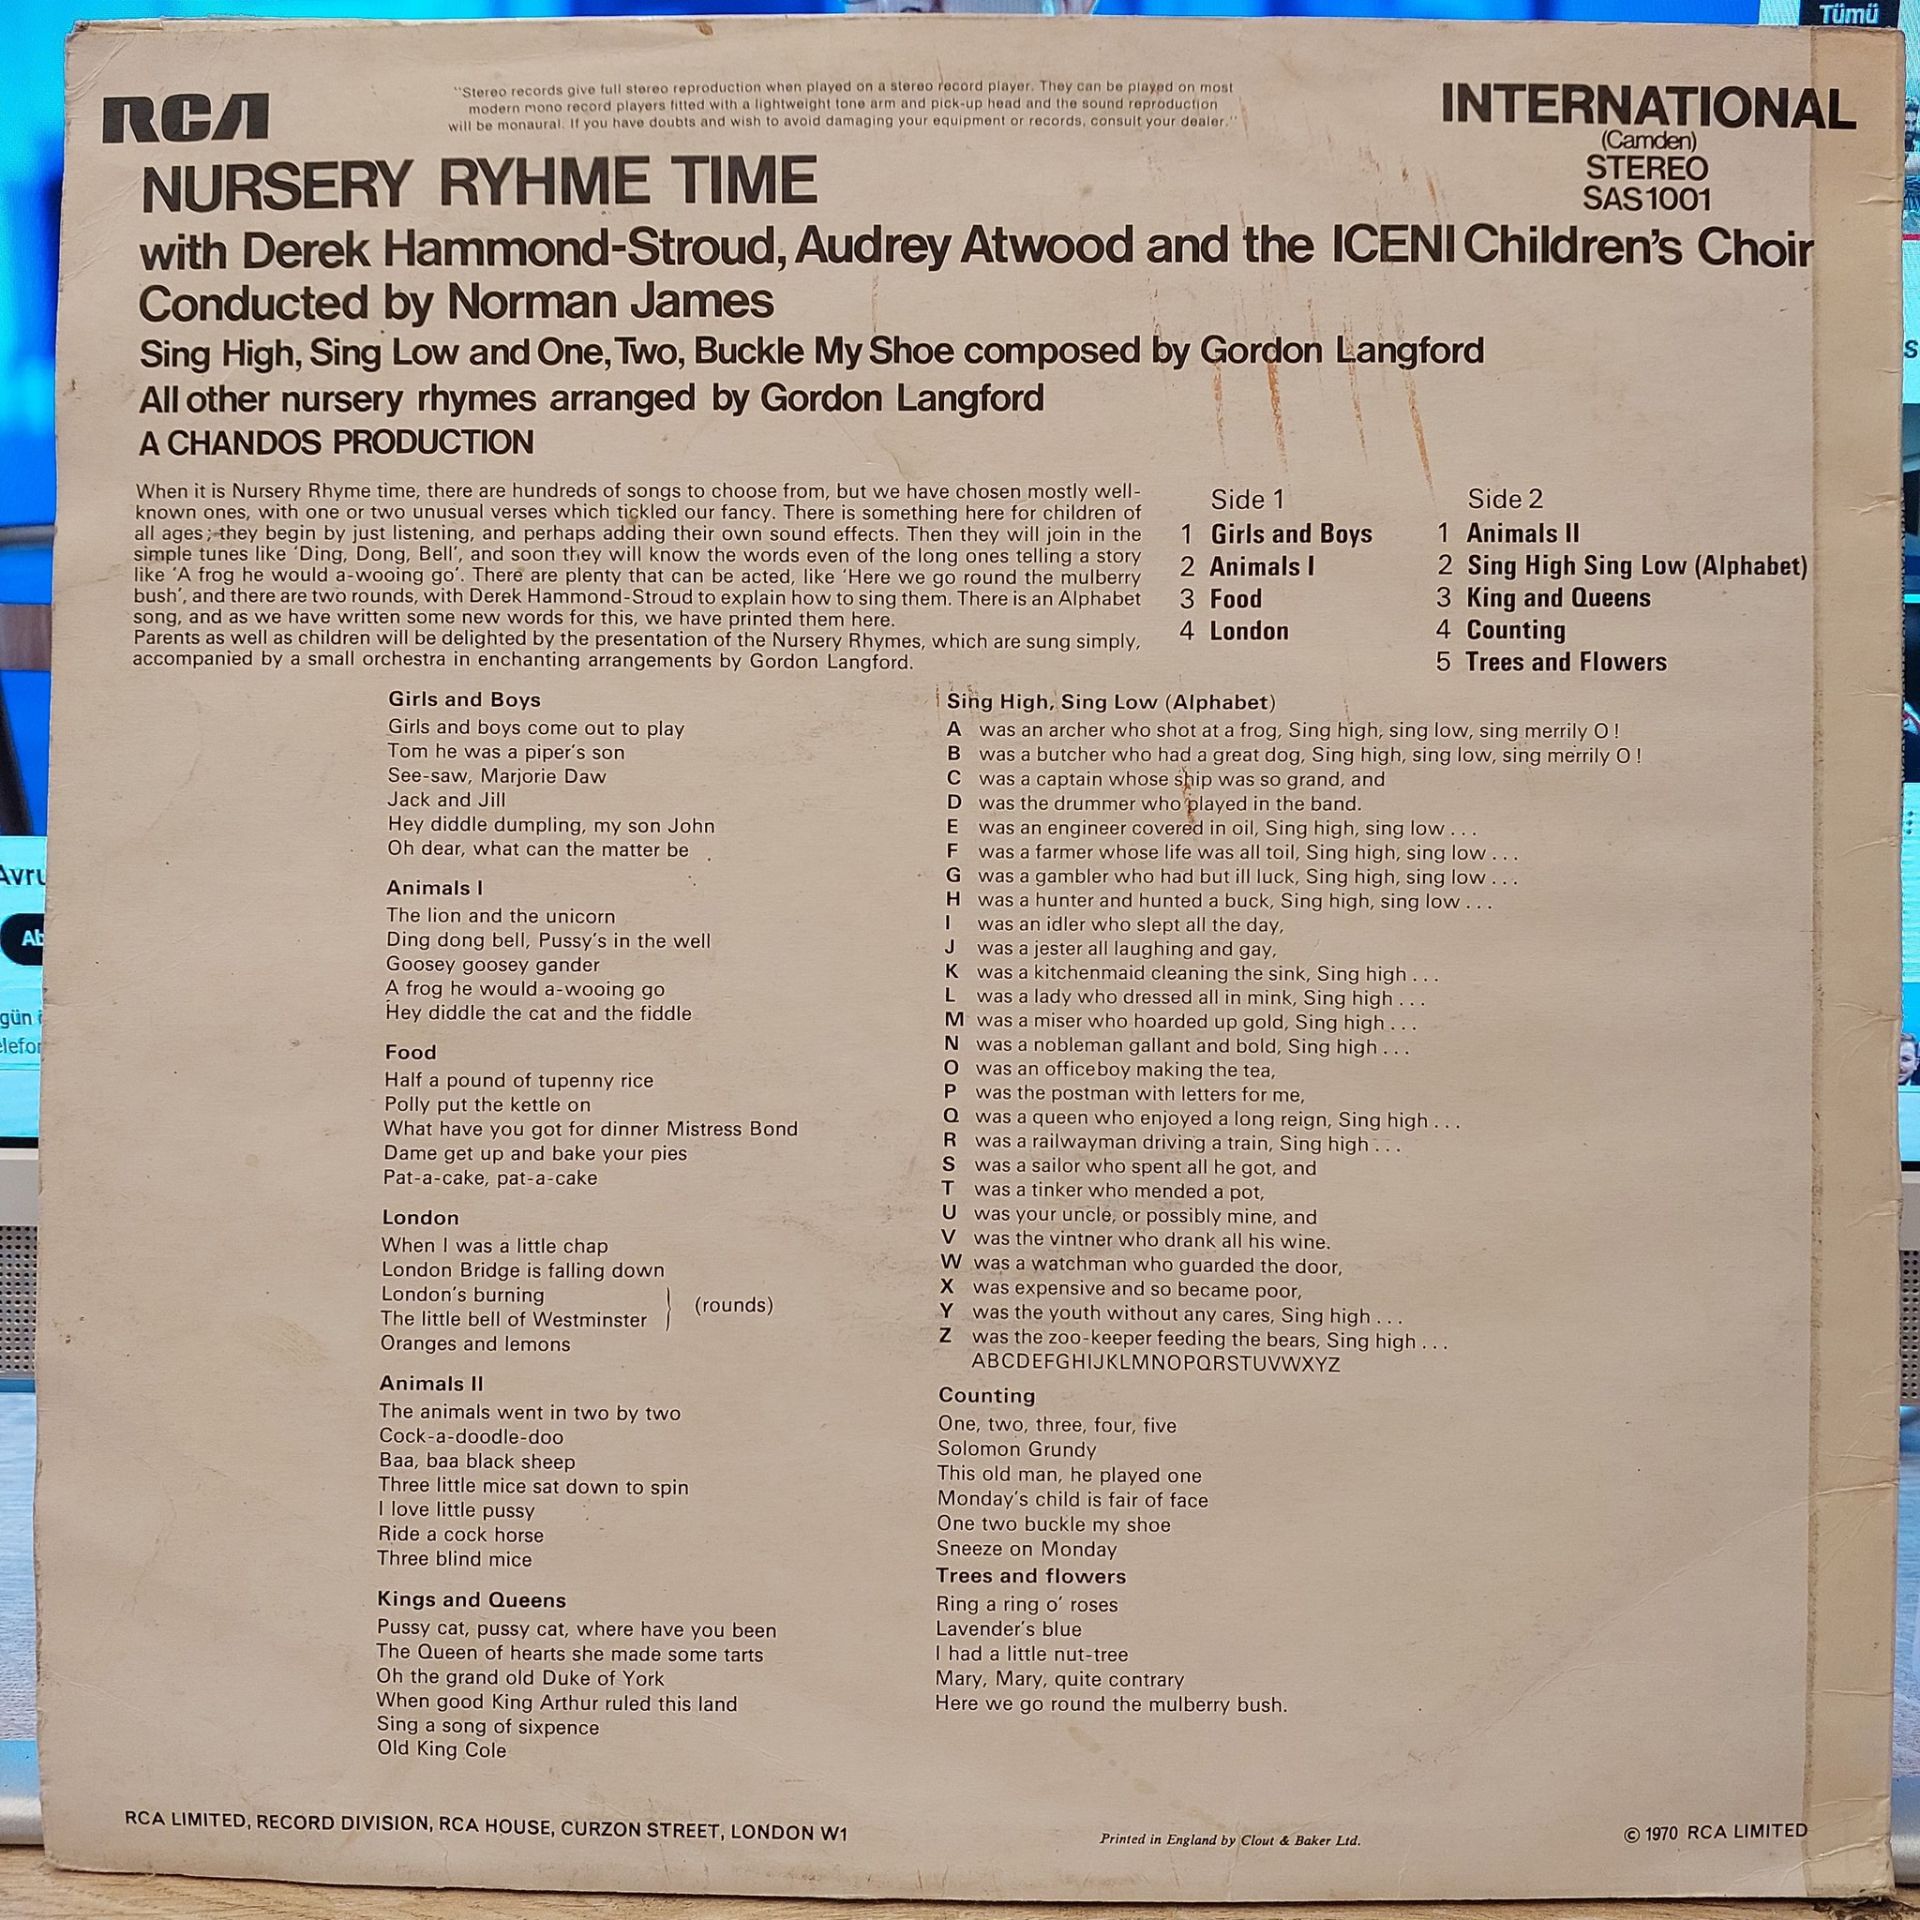 Tümü
RCA
"Stereo records give full stereo reproduction when played on a stereo record player. They can be played on most
modern mono record players fitted with a lightweight tone arm and pick-up head and the sound reproduction
will be monaural. If you have doubts and wish to avoid damaging your equipment or records, consult your dealer."
INTERNATIONAL
(Camden)
STEREO
SAS1001
NURSERY RYHME TIME
with Derek Hammond-Stroud, Audrey Atwood and the ICENI Children's Choir
Conducted by Norman James
Sing High, Sing Low and One, Two, Buckle My Shoe composed by Gordon Langford
All other nursery rhymes arranged by Gordon Langford
A CHANDOS PRODUCTION
When it is Nursery Rhyme time, there are hundreds of songs to choose from, but we have chosen mostly well-
known ones, with one or two unusual verses which tickled our fancy. There is something here for children of
all ages; they begin by just listening, and perhaps adding their own sound effects. Then they will join in the
simple tunes like 'Ding, Dong, Bell', and soon they will know the words even of the long ones telling a story
like 'A frog he would a-wooing go'. There are plenty that can be acted, like 'Here we go round the mulberry
bush', and there are two rounds, with Derek Hammond-Stroud to explain how to sing them. There is an Alphabet
song, and as we have written some new words for this, we have printed them here.
Parents as well as children will be delighted by the presentation of the Nursery Rhymes, which are sung simply,
accompanied by a small orchestra in enchanting arrangements by Gordon Langford.
Side 1
1 Girls and Boys
2 Animals I
3 Food
4 London
Side 2
1 Animals II
2 Sing High Sing Low (Alphabet)
3 King and Queens
4 Counting
5 Trees and Flowers
Girls and Boys
Girls and boys come out to play
Tom he was a piper's son
See-saw, Marjorie Daw
Jack and Jill
Hey diddle dumpling, my son John
Oh dear, what can the matter be
Animals I
The lion and the unicorn
Ding dong bell, Pussy's in the well
Goosey goosey gander
A frog he would a-wooing go
Hey diddle the cat and the fiddle
Food
Half a pound of tupenny rice
Polly put the kettle on
What have you got for dinner Mistress Bond
Dame get up and bake your pies
Pat-a-cake, pat-a-cake
London
When I was a little chap
London Bridge is falling down
London's burning
The little bell of Westminster
(rounds)
Oranges and lemons
Animals II
The animals went in two by two
Cock-a-doodle-doo
Baa, baa black sheep
Three little mice sat down to spin
I love little pussy
Ride a cock horse
Three blind mice
Kings and Queens
Pussy cat, pussy cat, where have you been
The Queen of hearts she made some tarts
Oh the grand old Duke of York
When good King Arthur ruled this land
Sing a song of sixpence
Old King Cole
Sing High, Sing Low (Alphabet)
A was an archer who shot at a frog, Sing high, sing low, sing merrily O !
B was a butcher who had a great dog, Sing high, sing low, sing merrily O !
C was a captain whose ship was so grand, and
D was the drummer who played in the band.
E was an engineer covered in oil, Sing high, sing low . . .
F was a farmer whose life was all toil, Sing high, sing low . . .
G was a gambler who had but ill luck, Sing high, sing low . . .
H was a hunter and hunted a buck, Sing high, sing low . . .
I was an idler who slept all the day,
J was a jester all laughing and gay,
K was a kitchenmaid cleaning the sink, Sing high . . .
L was a lady who dressed all in mink, Sing high . . .
M was a miser who hoarded up gold, Sing high . . .
N was a nobleman gallant and bold, Sing high . . .
O was an officeboy making the tea,
P was the postman with letters for me,
Q was a queen who enjoyed a long reign, Sing high . . .
R was a railwayman driving a train, Sing high . . .
S was a sailor who spent all he got, and
T was a tinker who mended a pot,
U was your uncle, or possibly mine, and
V was the vintner who drank all his wine.
W was a watchman who guarded the door,
X was expensive and so became poor,
Y was the youth without any cares, Sing high . . .
Z was the zoo-keeper feeding the bears, Sing high . . .
ABCDEFGHIJKLMNOPQRSTUVWXYZ
Counting
One, two, three, four, five
Solomon Grundy
This old man, he played one
Monday's child is fair of face
One two buckle my shoe
Sneeze on Monday
Trees and flowers
Ring a ring o' roses
Lavender's blue
I had a little nut-tree
Mary, Mary, quite contrary
Here we go round the mulberry bush.
RCA LIMITED, RECORD DIVISION, RCA HOUSE, CURZON STREET, LONDON W1
Printed in England by Clout & Baker Ltd.
© 1970 RCA LIMITED